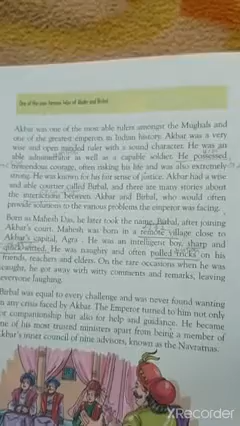 One of the most famous tales of Akbar and Birbal
Akbar was one of the most able rulers amongst the Mughals and
one of the greatest emperors in Indian history. Akbar was a very
wise and open minded ruler with a sound character. He was an
able administrator as well as a capable soldier. He possessed
tremendous courage, often risking his life and was also extremely
strong. He was known for his fair sense of justice. Akbar had a wise
and able courtier called Birbal, and there are many stories about
the interactions between Akbar and Birbal, who would often
provide solutions to the various problems the emperor was facing.
Born as Mahesh Das, he later took the name, Birbal, after joining
Akbar's court. Mahesh was born in a remote village close to
Akbar's capital, Agra. He was an intelligent boy, sharp and
quick-witted. He was naughty and often pulled tricks on his
friends, teachers and elders. On the rare occasions when he was
caught, he got away with witty comments and remarks, leaving
everyone laughing.
Birbal was equal to every challenge and was never found wanting
in any crisis faced by Akbar. The Emperor turned to him not only
for companionship but also for help and guidance. He became
one of his most trusted ministers apart from being a member of
Akbar's inner council of nine advisors, known as the Navratnas.
XRecorder